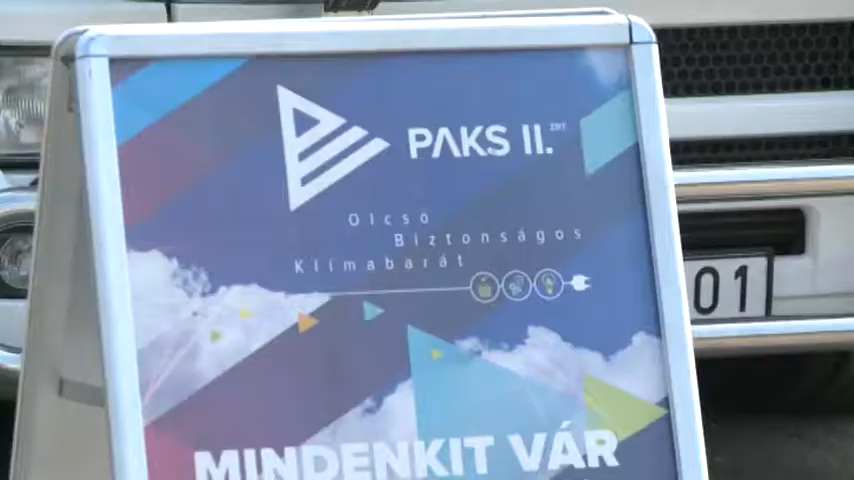 PAKS II. ZRT
Olcsó
Biztonságos
Klímabarát
MINDENKIT VÁR
01